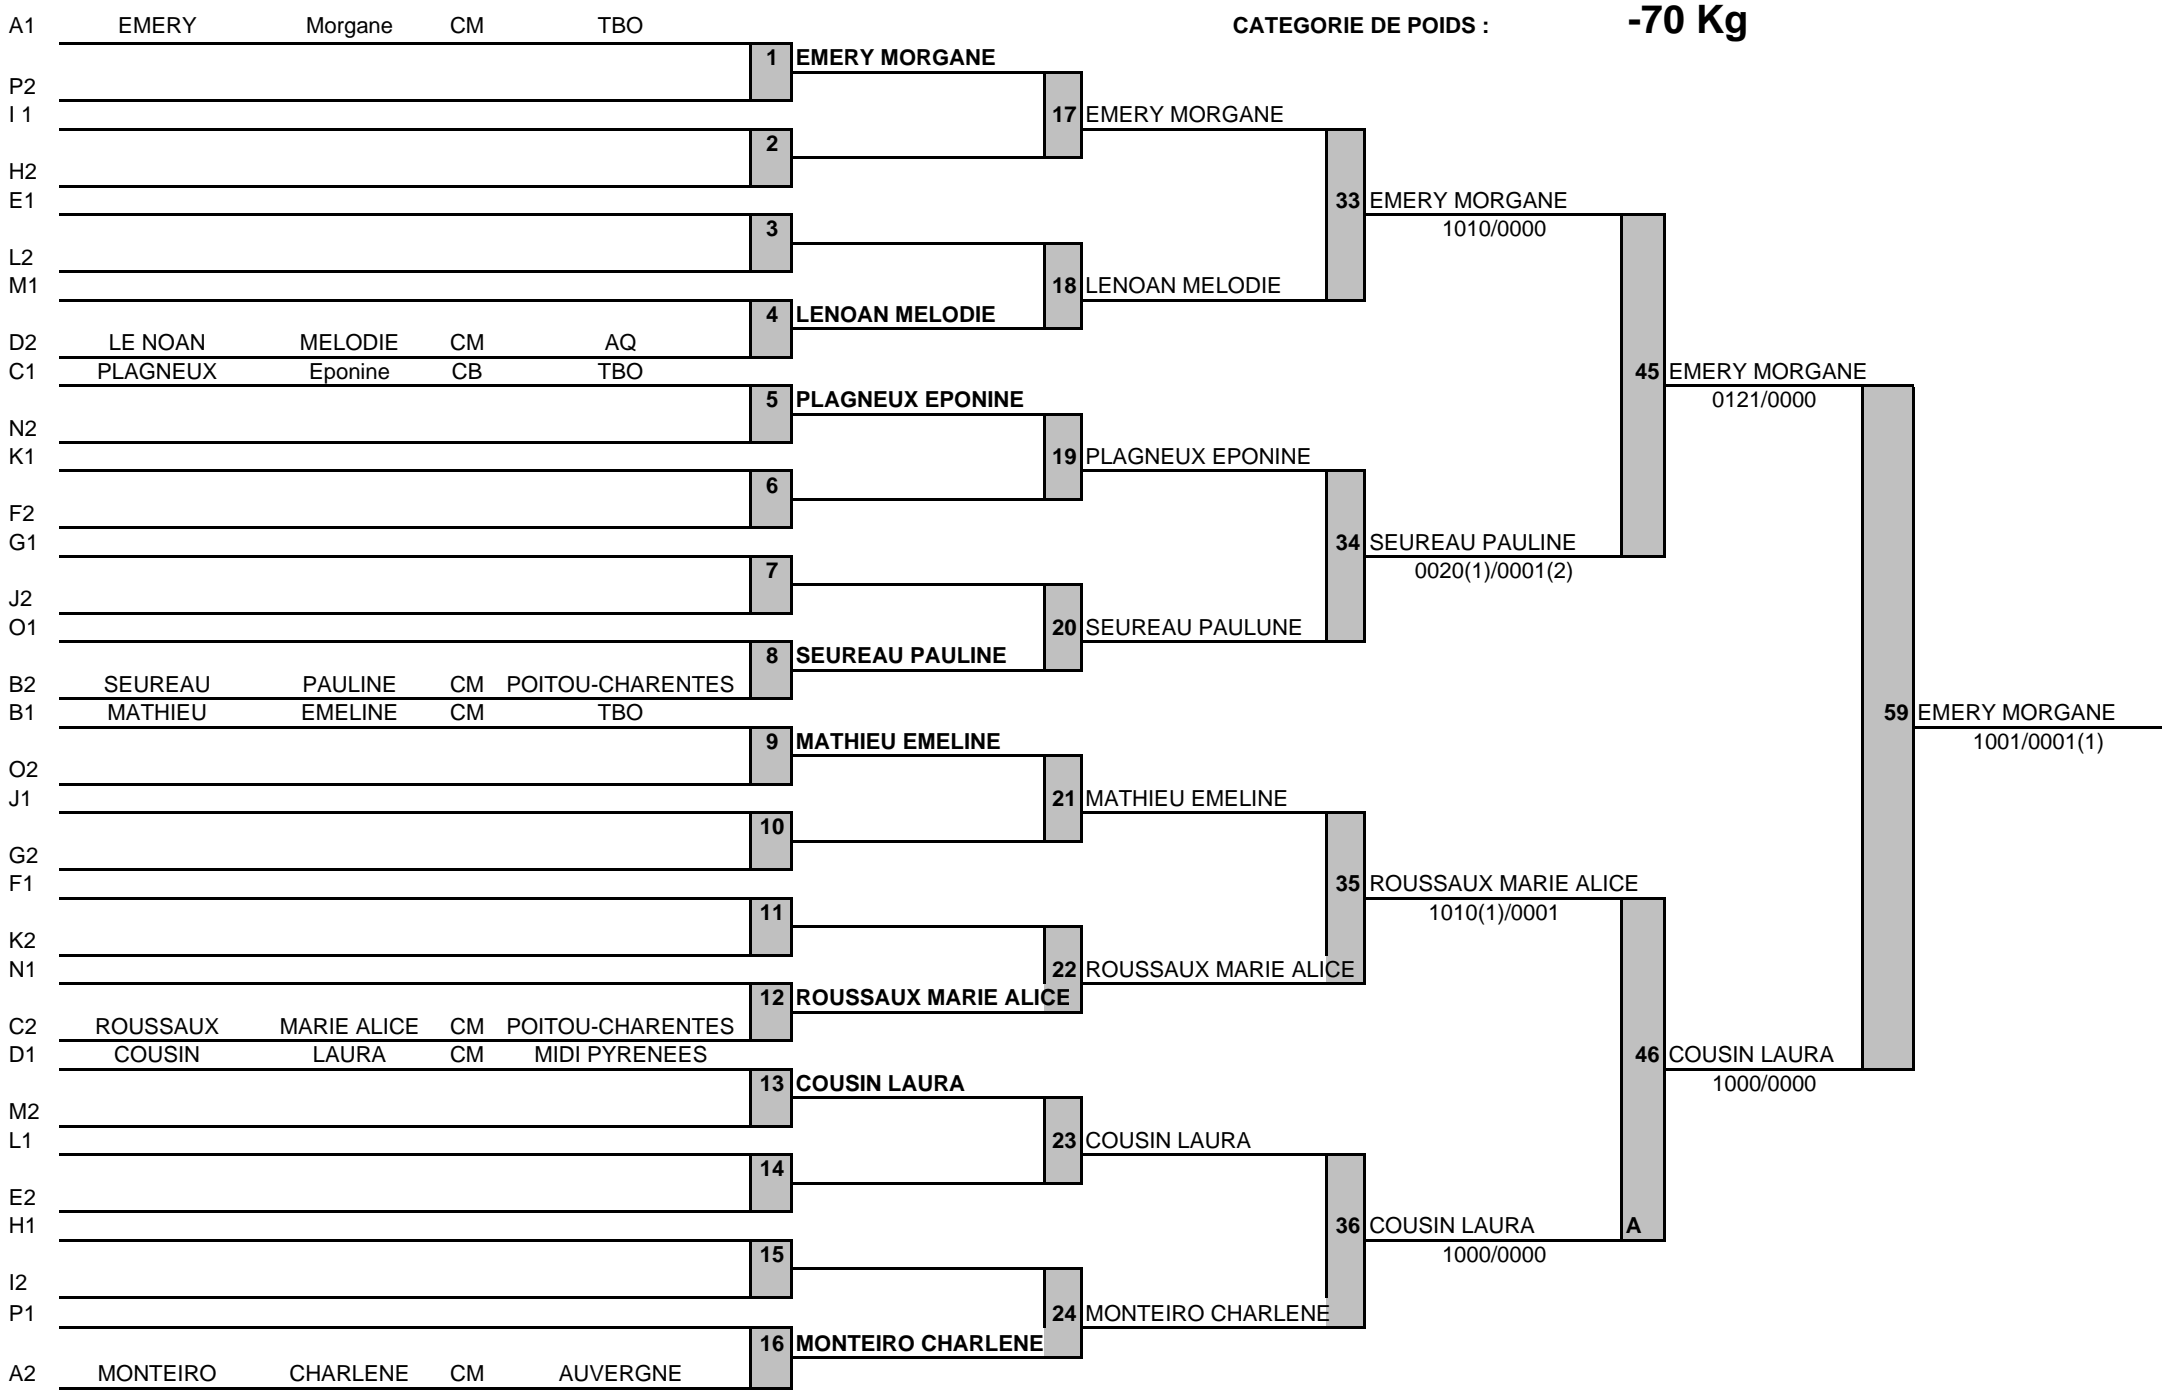 A1 EMERY Morgane CM TBO CATEGORIE DE POIDS : -70 Kg
1 EMERY MORGANE
P2
I 1 17 EMERY MORGANE
2
H2
E1 33 EMERY MORGANE
3 1010/0000
L2
M1 18 LENOAN MELODIE
4 LENOAN MELODIE
D2 LE NOAN MELODIE CM AQ
C1 PLAGNEUX Eponine CB TBO 45 EMERY MORGANE
5 PLAGNEUX EPONINE 0121/0000
N2
K1 19 PLAGNEUX EPONINE
6
F2
G1 34 SEUREAU PAULINE
7 0020(1)/0001(2)
J2
O1 20 SEUREAU PAULUNE
8 SEUREAU PAULINE
B2 SEUREAU PAULINE CM POITOU-CHARENTES
B1 MATHIEU EMELINE CM TBO 59 EMERY MORGANE
9 MATHIEU EMELINE 1001/0001(1)
O2
J1 21 MATHIEU EMELINE
10
G2
F1 35 ROUSSAUX MARIE ALICE
11 1010(1)/0001
K2
N1 22 ROUSSAUX MARIE ALICE
12 ROUSSAUX MARIE ALICE
C2 ROUSSAUX MARIE ALICE CM POITOU-CHARENTES
D1 COUSIN LAURA CM MIDI PYRENEES 46 COUSIN LAURA
13 COUSIN LAURA 1000/0000
M2
L1 23 COUSIN LAURA
14
E2
H1 36 COUSIN LAURA A
15 1000/0000
I2
P1 24 MONTEIRO CHARLENE
16 MONTEIRO CHARLENE
A2 MONTEIRO CHARLENE CM AUVERGNE